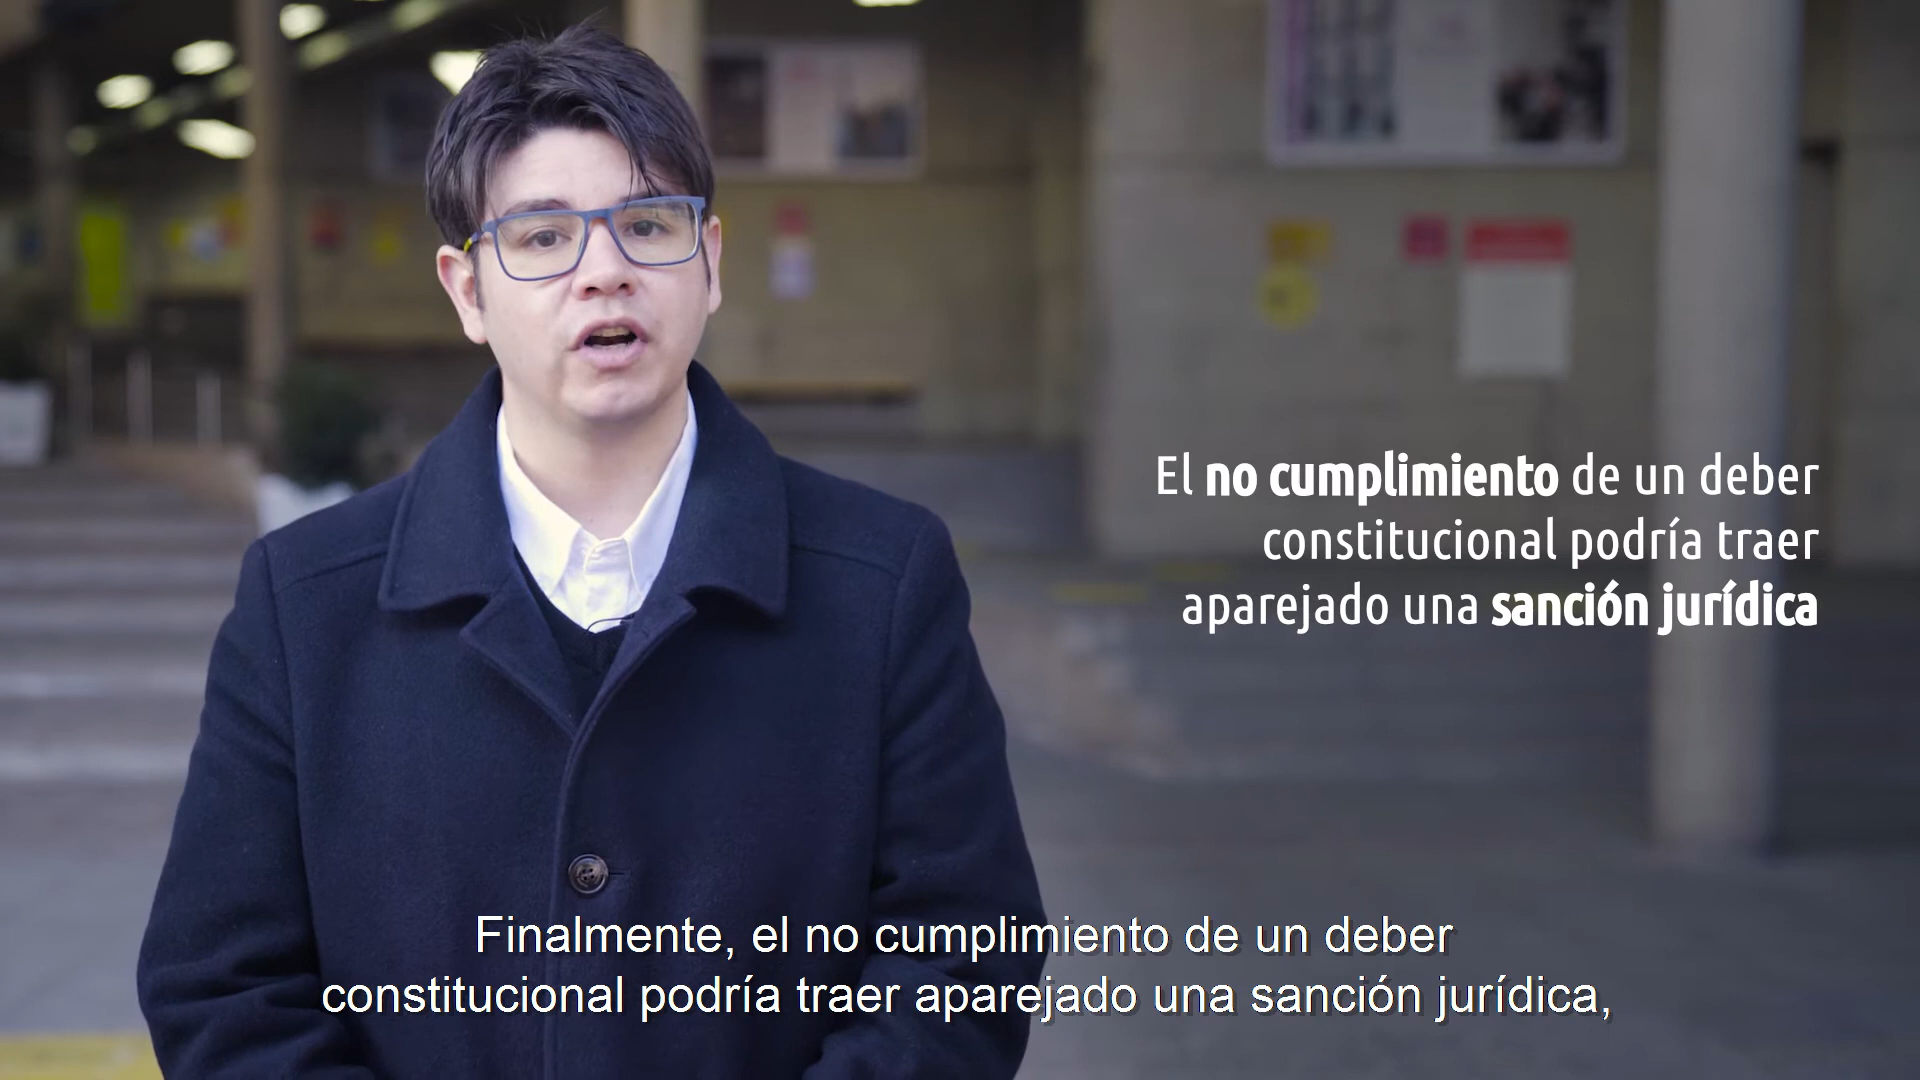 El no cumplimiento de un deber
constitucional podría traer
aparejado una sanción jurídica
Finalmente, el no cumplimiento de un deber
constitucional podría traer aparejado una sanción jurídica,